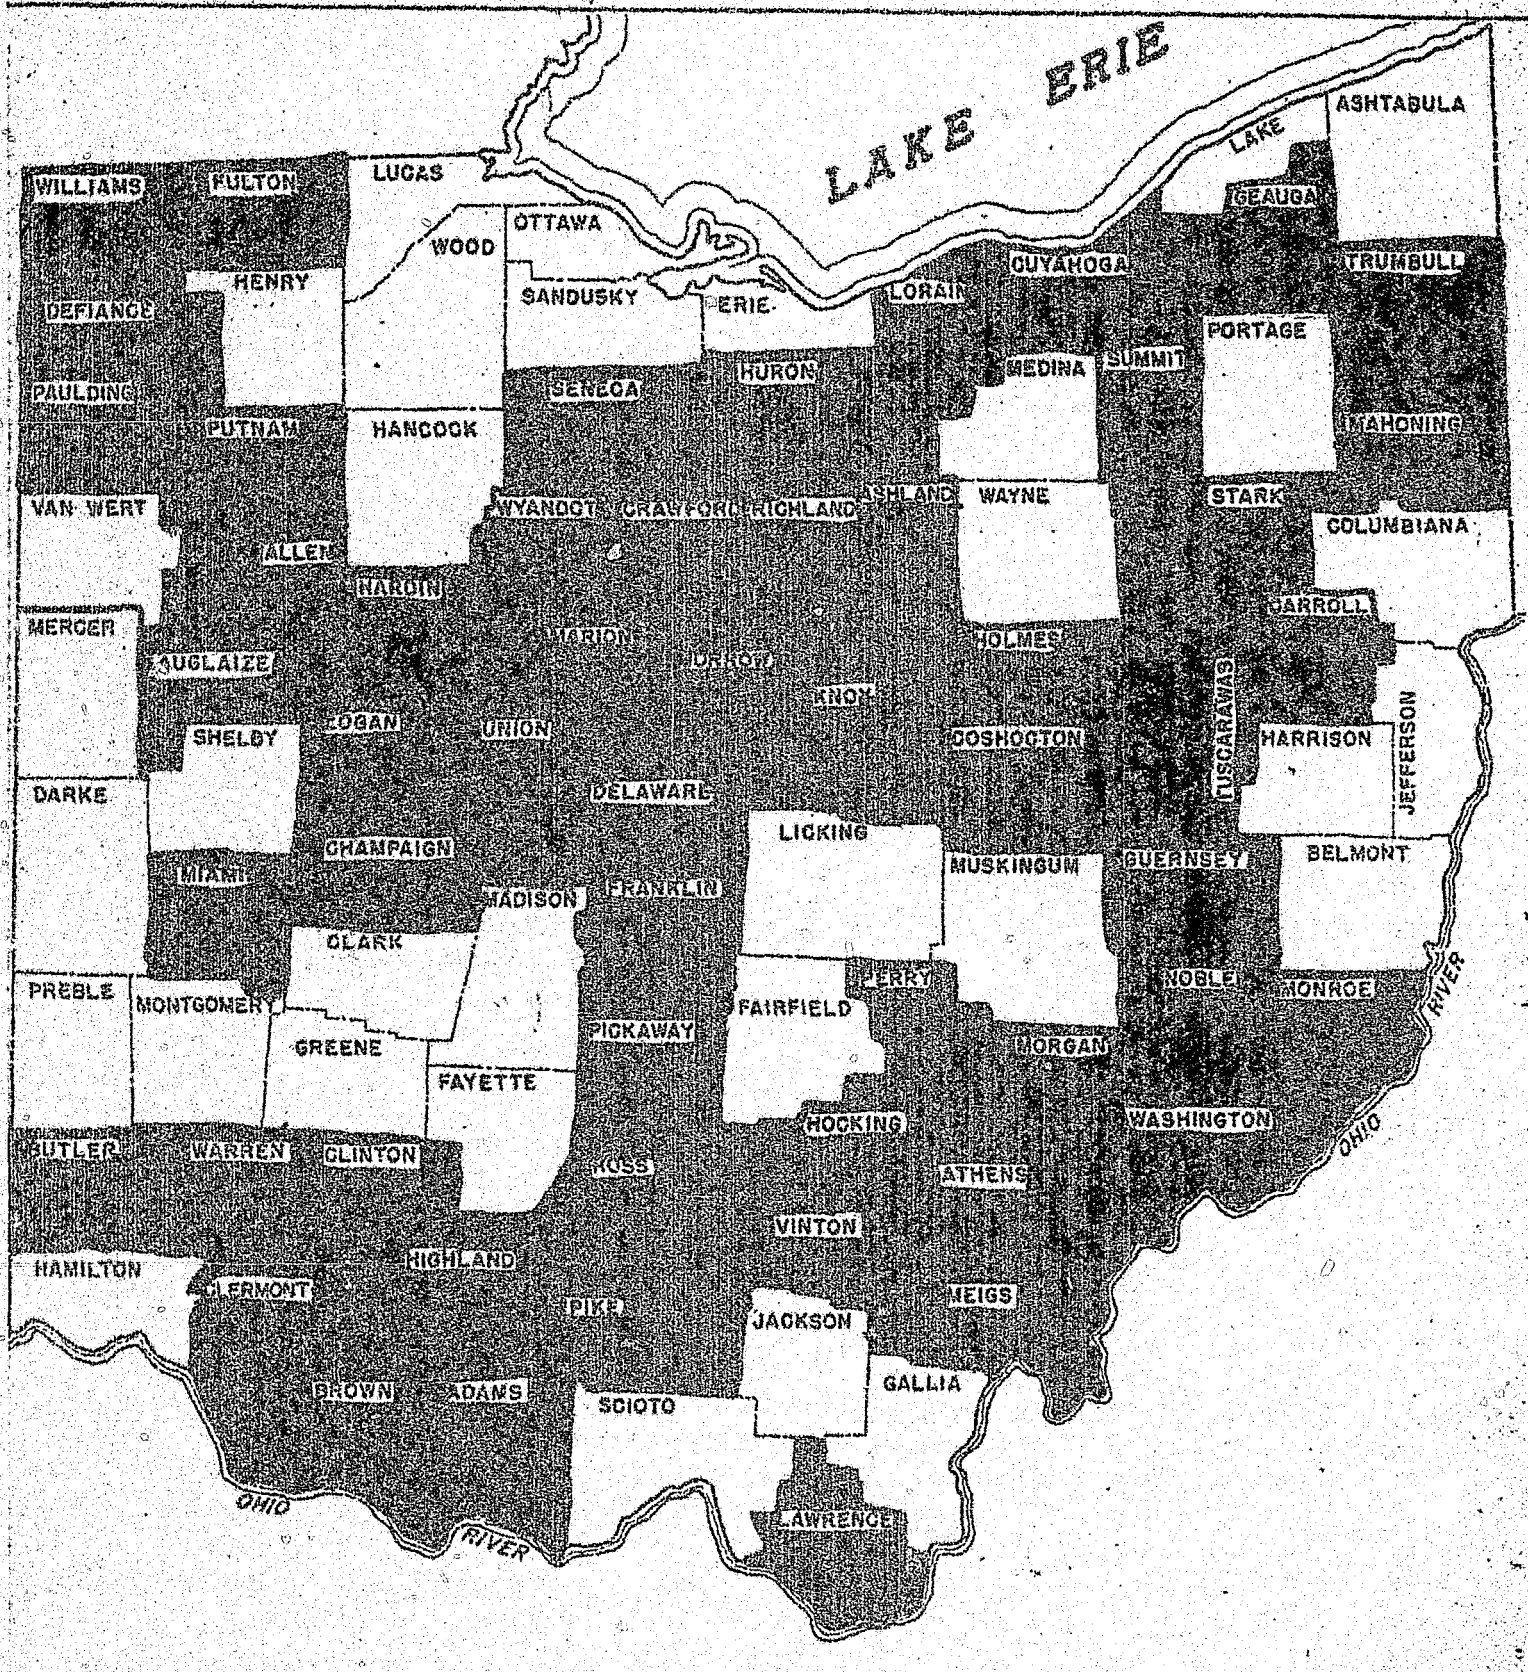 LAKE ERIE
ASHTABULA
LAKE
LUCAS
FULTON
WILLIAMS
GEAUGA
OTTAWA
WOOD
CUYAHOGA
TRUMBULL
HENRY
SANDUSKY
ERIE
LORAIN
DEFIANCE
PORTAGE
SUMMIT
MEDINA
HURON
SENECA
PAULDING
PUTNAM
HANCOCK
MAHONING
VAN WERT
WYANDOT
CRAWFORD
RICHLAND
ASHLAND
WAYNE
STARK
COLUMBIANA
ALLEN
HARDIN
CARROLL
MERCER
MARION
HOLMES
AUGLAIZE
ORROW
KNOX
TUSCARAWAS
LOGAN
UNION
COSHOCTON
HARRISON
JEFFERSON
SHELBY
DARKE
DELAWARE
LICKING
CHAMPAIGN
MIAMI
MUSKINGUM
GUERNSEY
BELMONT
MADISON
FRANKLIN
CLARK
PREBLE
MONTGOMERY
PERRY
NOBLE
MONROE
FAIRFIELD
PICKAWAY
GREENE
MORGAN
FAYETTE
HOCKING
WASHINGTON
OHIO RIVER
BUTLER
WARREN
CLINTON
ROSS
ATHENS
VINTON
HIGHLAND
HAMILTON
CLERMONT
PIKE
JACKSON
MEIGS
BROWN
ADAMS
SCIOTO
GALLIA
OHIO RIVER
LAWRENCE